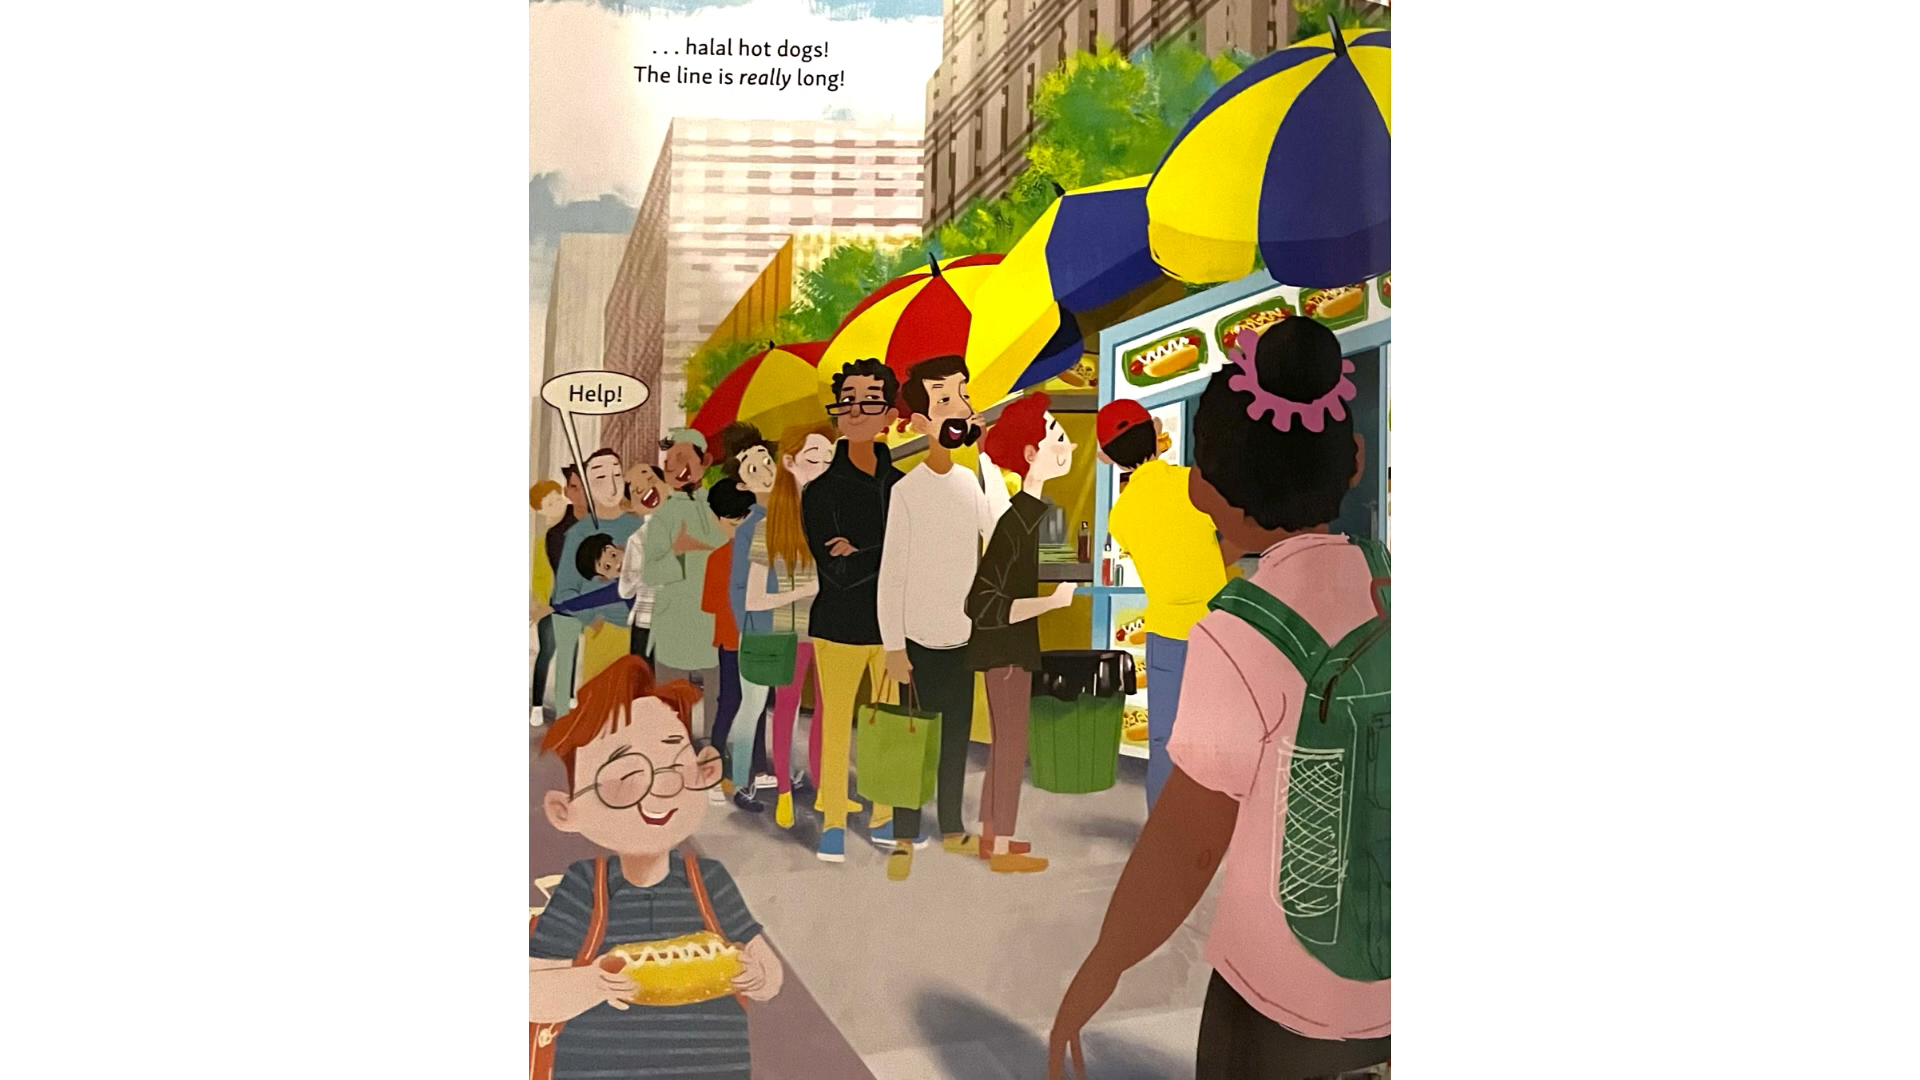 . . . halal hot dogs!
The line is really long!
Help!